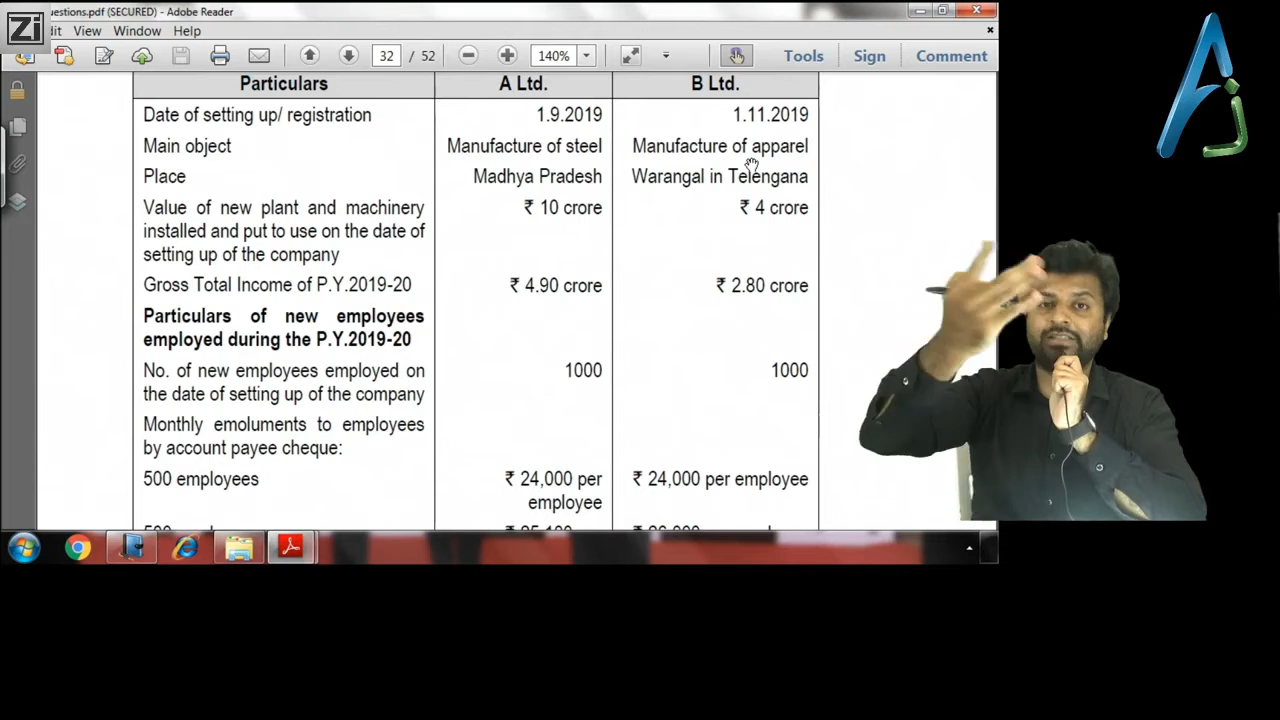 Zi
uestions.pdf (SECURED) - Adobe Reader
dit View Window Help
32 / 52 140% Tools Sign Comment
Particulars A Ltd. B Ltd.
Date of setting up/ registration 1.9.2019 1.11.2019
Main object Manufacture of steel Manufacture of apparel
Place Madhya Pradesh Warangal in Telengana
Value of new plant and machinery ₹ 10 crore ₹ 4 crore
installed and put to use on the date of
setting up of the company
Gross Total Income of P.Y.2019-20 ₹ 4.90 crore ₹ 2.80 crore
Particulars of new employees
employed during the P.Y.2019-20
No. of new employees employed on 1000 1000
the date of setting up of the company
Monthly emoluments to employees
by account payee cheque:
500 employees ₹ 24,000 per ₹ 24,000 per employee
employee